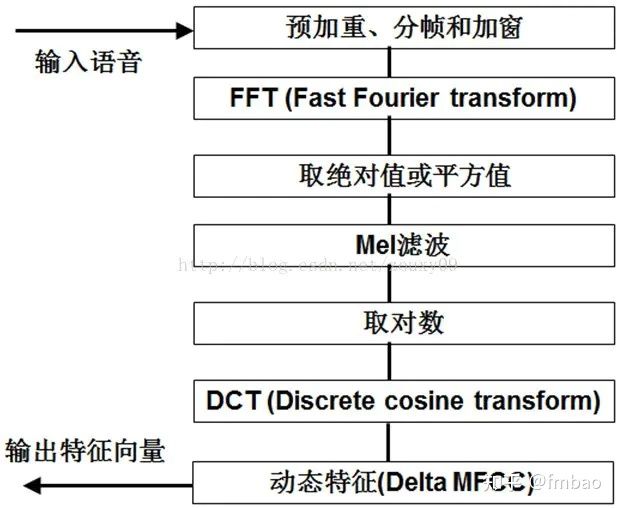 预加重、分帧和加窗
输入语音
FFT (Fast Fourier transform)
取绝对值或平方值
Mel滤波
http://blog.csdn.net/zouxy09
取对数
DCT (Discrete cosine transform)
输出特征向量
动态特征(Delta MFCC)
知乎 @fmbao